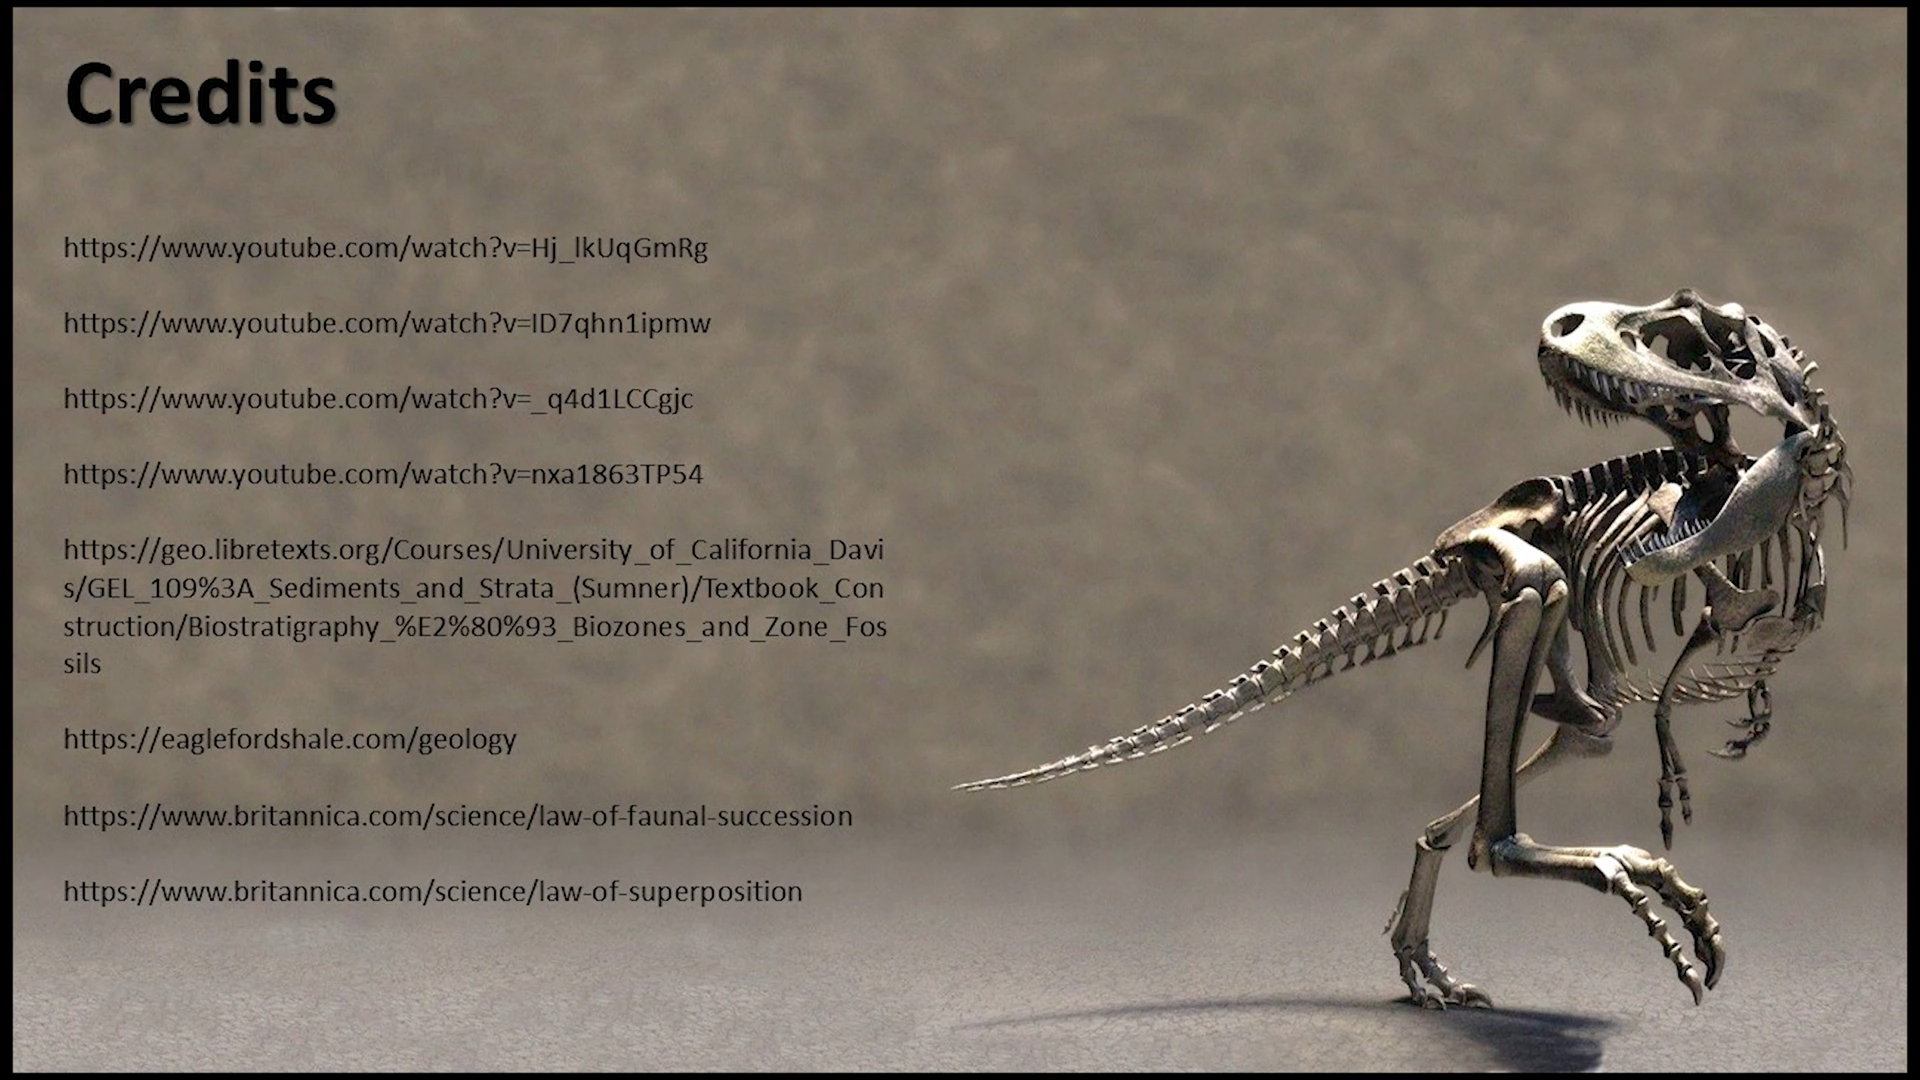 Credits
https://www.youtube.com/watch?v=Hj_lkUqGmRg
https://www.youtube.com/watch?v=ID7qhn1ipmw
https://www.youtube.com/watch?v=_q4d1LCCgjc
https://www.youtube.com/watch?v=nxa1863TP54
https://geo.libretexts.org/Courses/University_of_California_Davi
s/GEL_109%3A_Sediments_and_Strata_(Sumner)/Textbook_Con
struction/Biostratigraphy_%E2%80%93_Biozones_and_Zone_Fos
sils
https://eaglefordshale.com/geology
https://www.britannica.com/science/law-of-faunal-succession
https://www.britannica.com/science/law-of-superposition